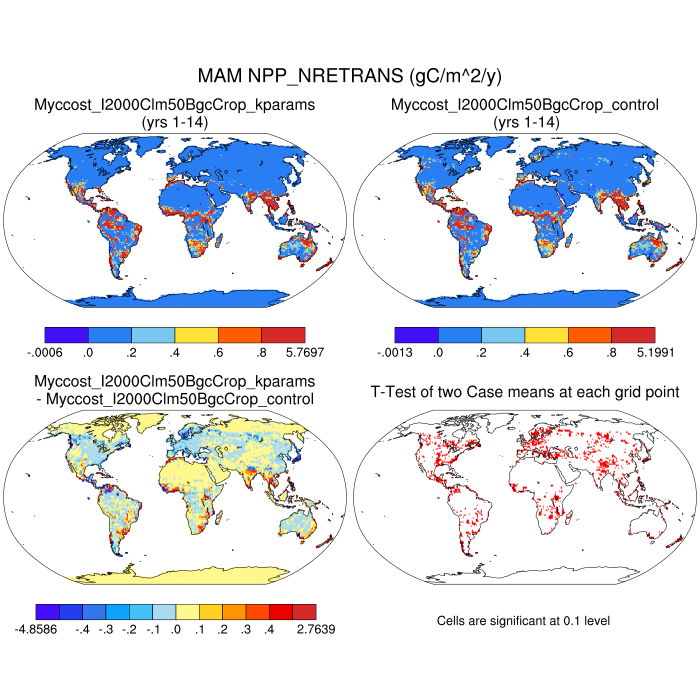 MAM NPP_NRETRANS (gC/m^2/y)
Myccost_I2000Clm50BgcCrop_kparams
(yrs 1-14)
Myccost_I2000Clm50BgcCrop_control
(yrs 1-14)
-.0006 .0 .2 .4 .6 .8 5.7697
-.0013 .0 .2 .4 .6 .8 5.1991
Myccost_I2000Clm50BgcCrop_kparams
- Myccost_I2000Clm50BgcCrop_control
T-Test of two Case means at each grid point
-4.8586 -.4 -.3 -.2 -.1 .0 .1 .2 .3 .4 2.7639
Cells are significant at 0.1 level